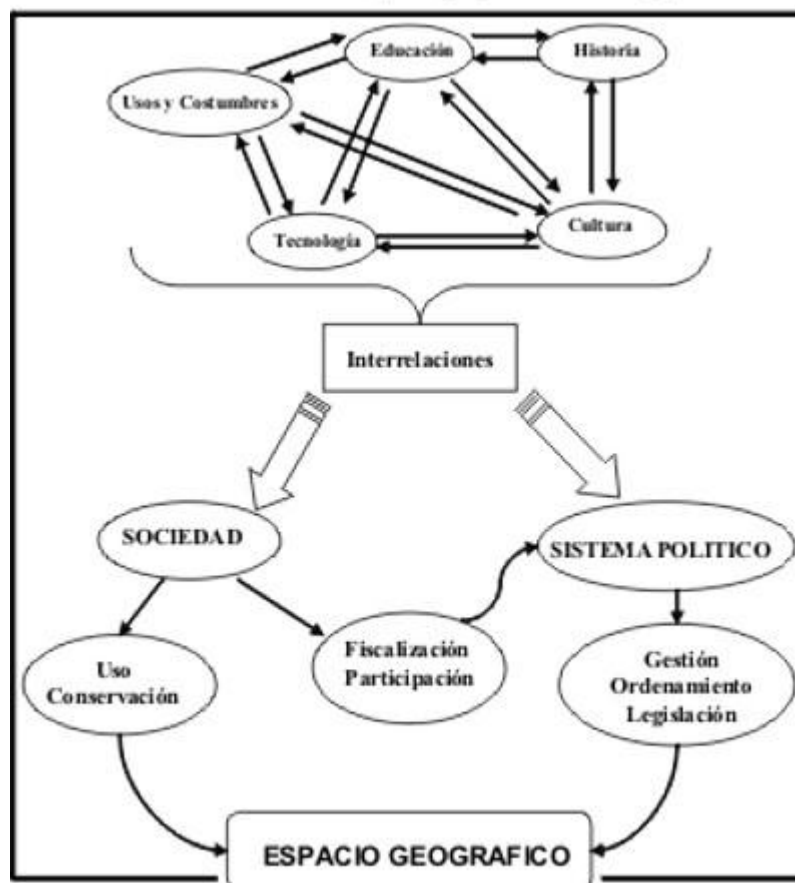 Educación
Historia
Usos y Costumbres
Tecnología
Cultura
Interrelaciones
SOCIEDAD
SISTEMA POLITICO
Uso
Conservación
Fiscalización
Participación
Gestión
Ordenamiento
Legislación
ESPACIO GEOGRAFICO